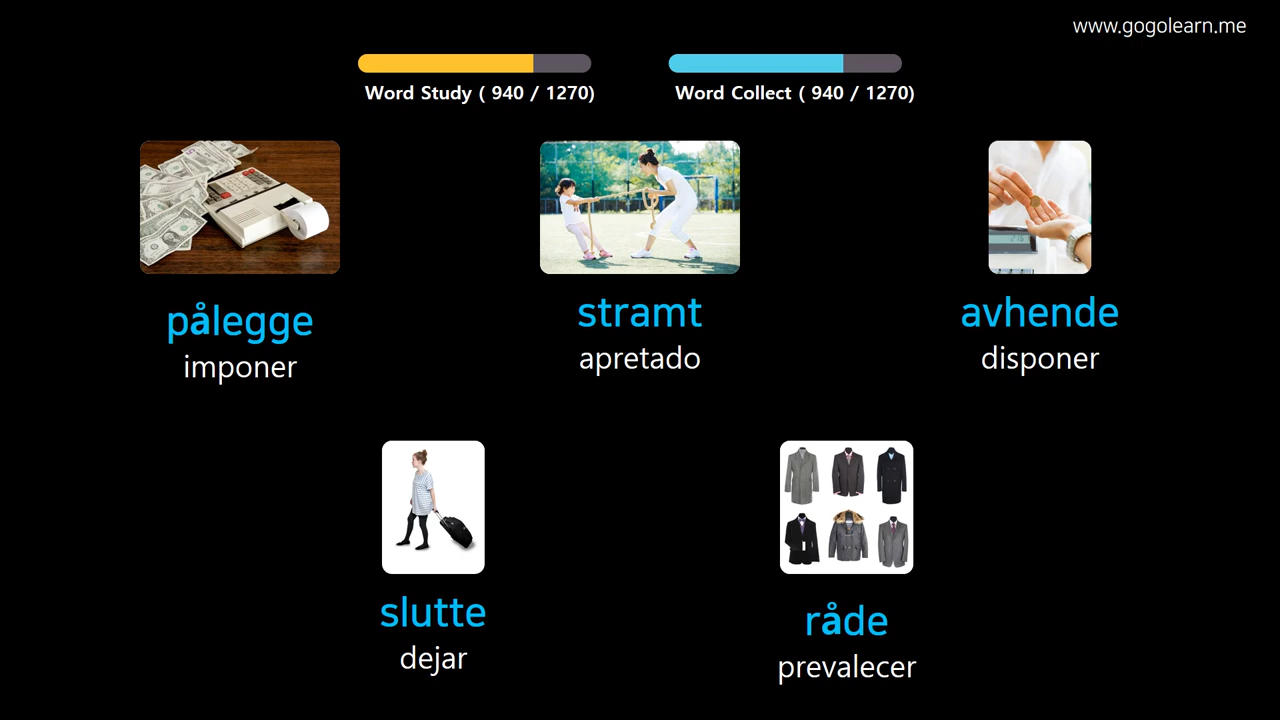 www.gogolearn.me
Word Study ( 940 / 1270)
Word Collect ( 940 / 1270)
pålegge
imponer
stramt
apretado
avhende
disponer
slutte
dejar
råde
prevalecer